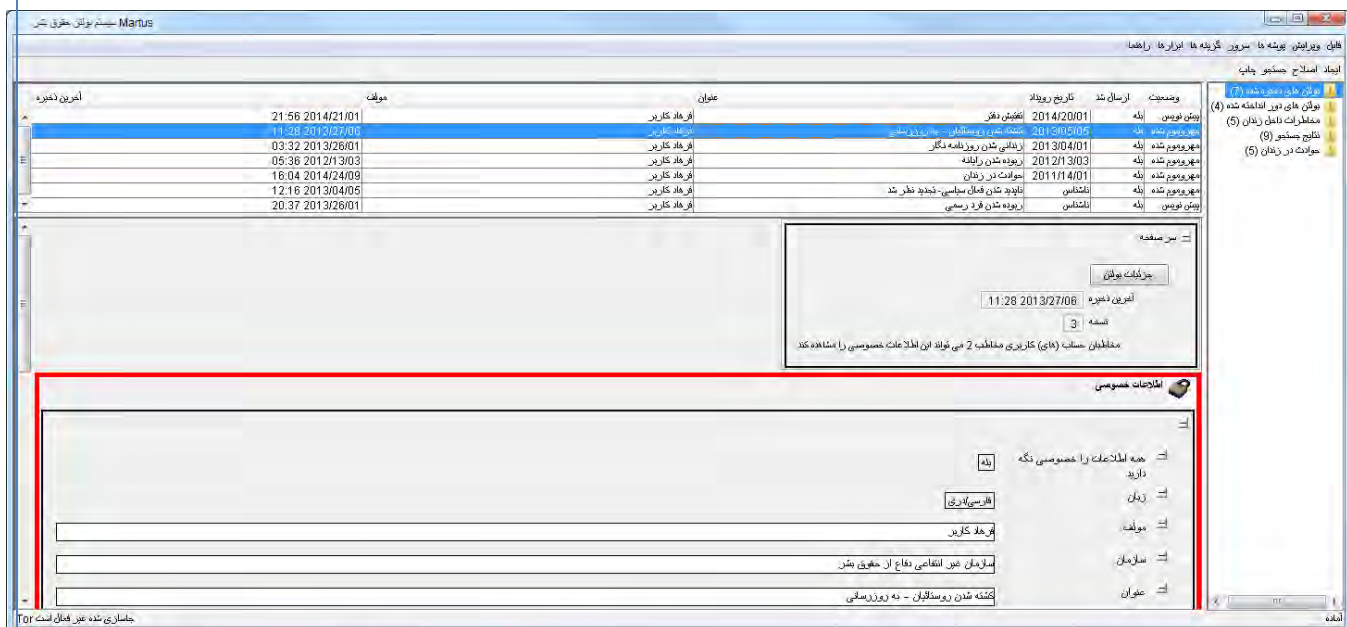 Martus سیستم بولتن حقوق بشر
فایل ویرایش پوشه ها سرور گزینه ها ابزارها راهنما
ایجاد اصلاح جستجو چاپ
بولتن های ذخیره شده (7)
بولتن های دور انداخته شده (4)
مخاطرات داخل زندان (5)
نتایج جستجو (9)
حوادث در زندان (5)
وضعیت ارسال شد تاریخ رویداد عنوان مولف آخرین ذخیره
پیش نویس بله 2014/20/01 تفتیش دفتر فرهاد کاربر 21:56 2014/21/01
مهروموم شده بله 2013/05/05 کشته شدن روستائیان - به روزرسانی فرهاد کاربر 11:28 2013/27/06
مهروموم شده بله 2013/04/01 زندانی شدن روزنامه نگار فرهاد کاربر 03:32 2013/26/01
مهروموم شده بله 2012/13/03 ربوده شدن رایانه فرهاد کاربر 05:36 2012/13/03
مهروموم شده بله 2011/14/01 حوادث در زندان فرهاد کاربر 16:04 2014/24/09
مهروموم شده بله ناشناس ناپدید شدن فعال سیاسی- تجدید نظر شد فرهاد کاربر 12:16 2013/04/05
پیش نویس بله ناشناس ربوده شدن فرد رسمی فرهاد کاربر 20:37 2013/26/01
سر صفحه
جزئیات بولتن
آخرین ذخیره 11:28 2013/27/06
نسخه 3
مخاطبان حساب (های) کاربری مخاطب 2 می تواند این اطلاعات خصوصی را مشاهده کند
اطلاعات خصوصی
همه اطلاعات را خصوصی نگه بله
دارید
زبان فارسی/دری
مولف فرهاد کاربر
سازمان سازمان غیر انتفاعی دفاع از حقوق بشر
عنوان کشته شدن روستائیان - به روزرسانی
آماده
Tor جاسازی شده غیر فعال است